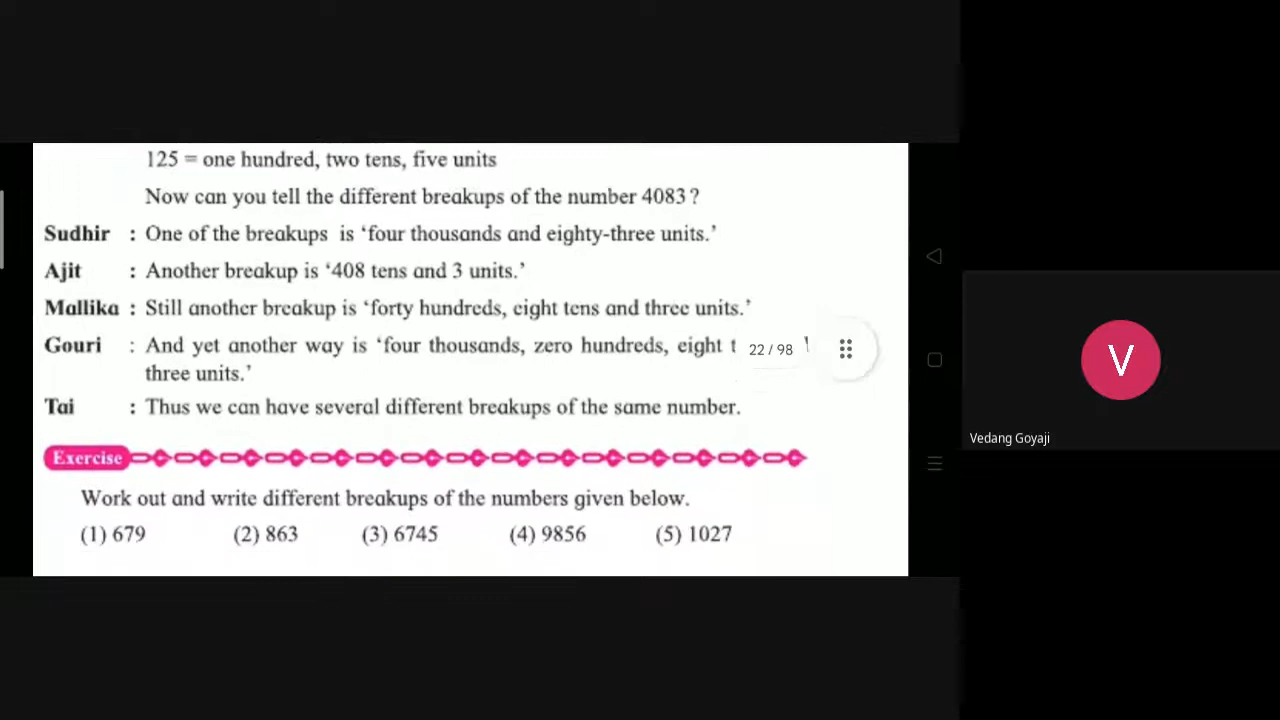 125 = one hundred, two tens, five units
Now can you tell the different breakups of the number 4083?
Sudhir : One of the breakups is ‘four thousands and eighty-three units.’
Ajit : Another breakup is ‘408 tens and 3 units.’
Mallika : Still another breakup is ‘forty hundreds, eight tens and three units.’
Gouri : And yet another way is ‘four thousands, zero hundreds, eight t
22 / 98
three units.’
Tai : Thus we can have several different breakups of the same number.
Exercise
Work out and write different breakups of the numbers given below.
(1) 679 (2) 863 (3) 6745 (4) 9856 (5) 1027
V
Vedang Goyaji